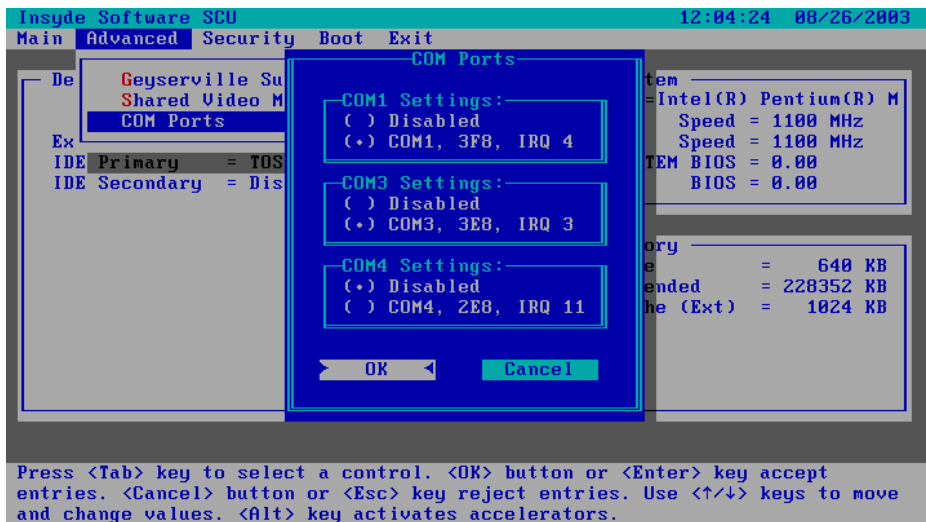 Insyde Software SCU 12:04:24 08/26/2003
Main Advanced Security Boot Exit
Geyserville Su
Shared Video M
COM Ports
De
Ex
IDE Primary = TOS
IDE Secondary = Dis
COM Ports
COM1 Settings:
( ) Disabled
(•) COM1, 3F8, IRQ 4
COM3 Settings:
( ) Disabled
(•) COM3, 3E8, IRQ 3
COM4 Settings:
(•) Disabled
( ) COM4, 2E8, IRQ 11
OK Cancel
tem
=Intel(R) Pentium(R) M
Speed = 1100 MHz
Speed = 1100 MHz
TEM BIOS = 0.00
BIOS = 0.00
ory
e = 640 KB
ended = 228352 KB
he (Ext) = 1024 KB
Press <Tab> key to select a control. <OK> button or <Enter> key accept
entries. <Cancel> button or <Esc> key reject entries. Use <↑/↓> keys to move
and change values. <Alt> key activates accelerators.